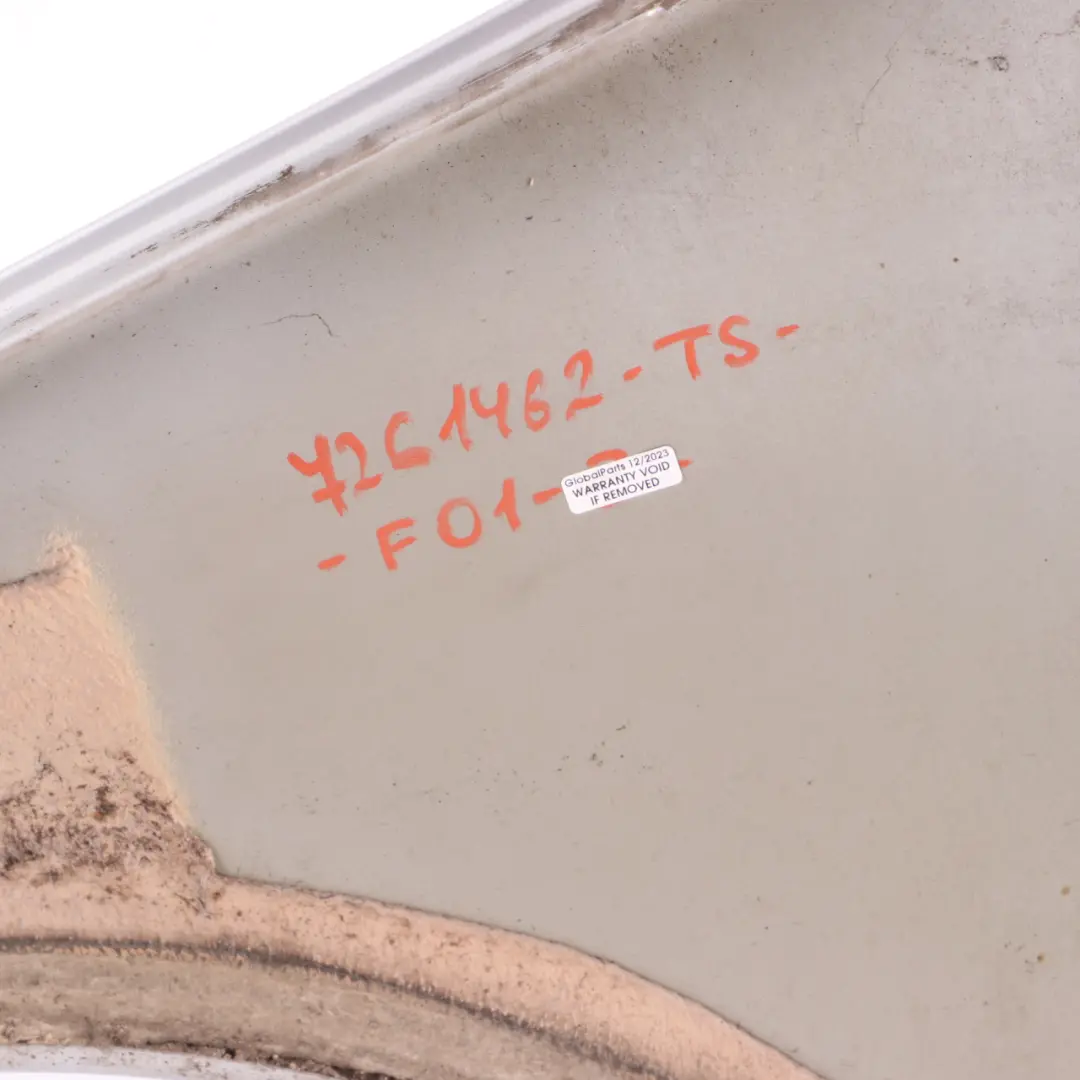 7261462-TS-
-F01-
GlobalParts 12/2023
WARRANTY VOID
IF REMOVED